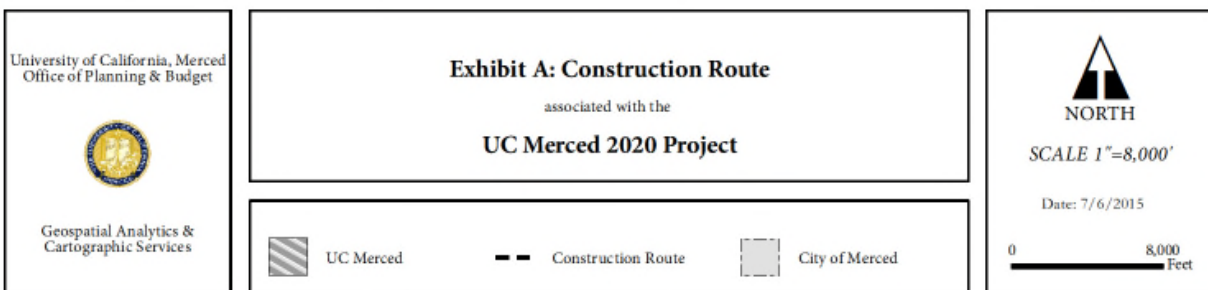 University of California, Merced
Office of Planning & Budget
Geospatial Analytics &
Cartographic Services
Exhibit A: Construction Route
associated with the
UC Merced 2020 Project
UC Merced
Construction Route
City of Merced
NORTH
SCALE 1"=8,000'
Date: 7/6/2015
0 8,000
Feet